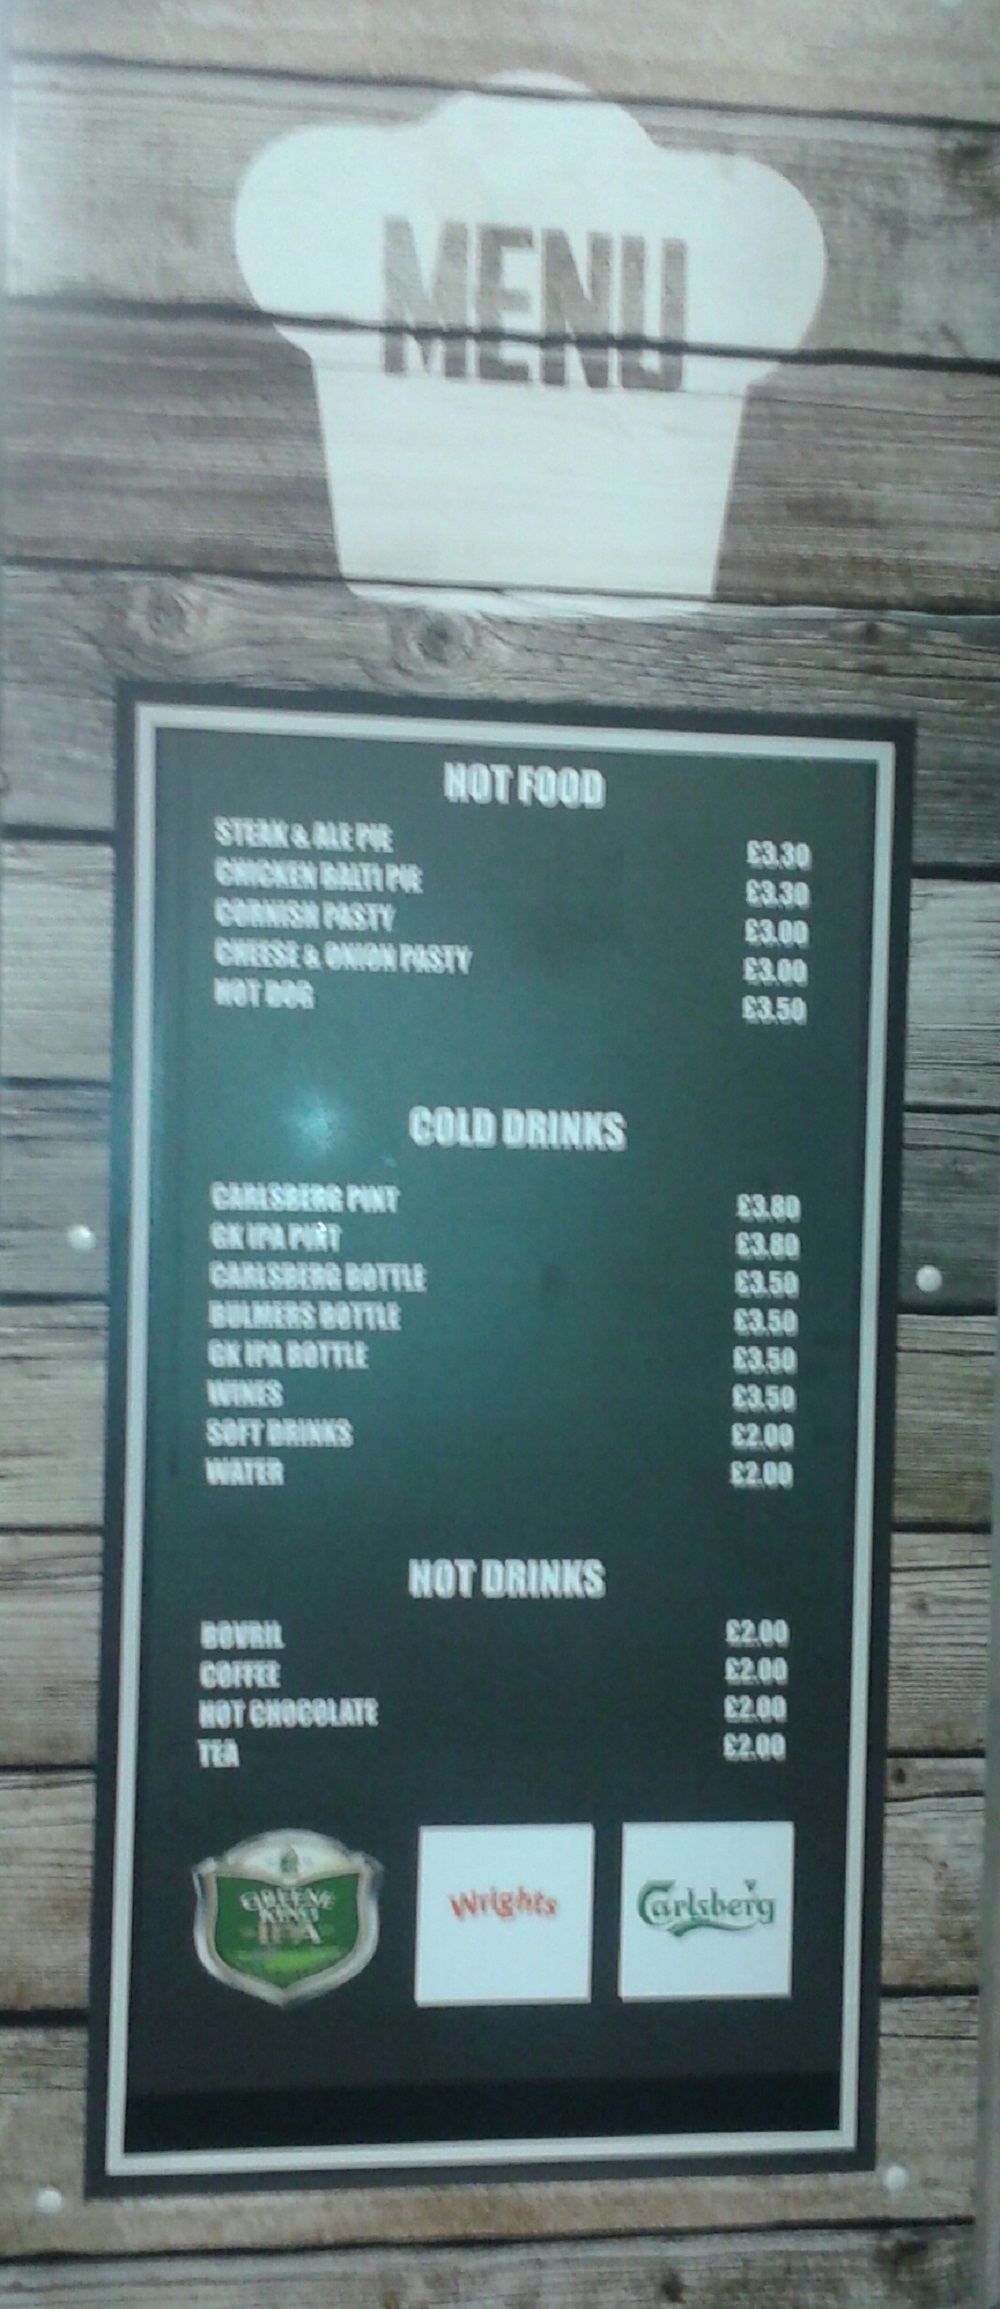 MENU
HOT FOOD
STEAK & ALE PIE £3.30
CHICKEN BALTI PIE £3.30
CORNISH PASTY £3.00
CHEESE & ONION PASTY £3.00
HOT DOG £3.50
COLD DRINKS
CARLSBERG PINT £3.80
GK IPA PINT £3.80
CARLSBERG BOTTLE £3.50
BULMERS BOTTLE £3.50
GK IPA BOTTLE £3.50
WINES £3.50
SOFT DRINKS £2.00
WATER £2.00
HOT DRINKS
BOVRIL £2.00
COFFEE £2.00
HOT CHOCOLATE £2.00
TEA £2.00
GREENE
KING
IPA
Wrights
Carlsberg